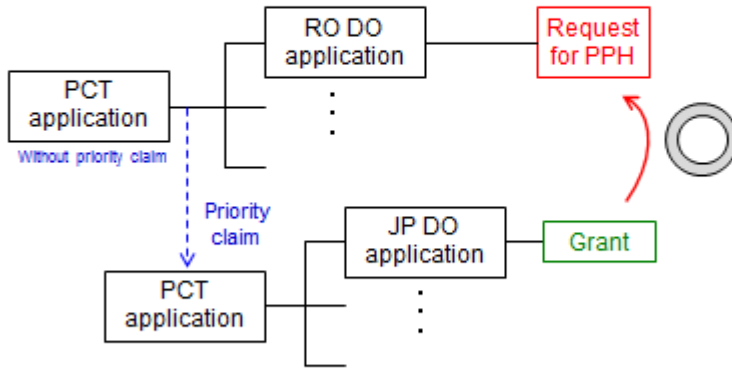 RO DO
application
Request
for PPH
PCT
application
Without priority claim
Priority
claim
JP DO
application
Grant
PCT
application